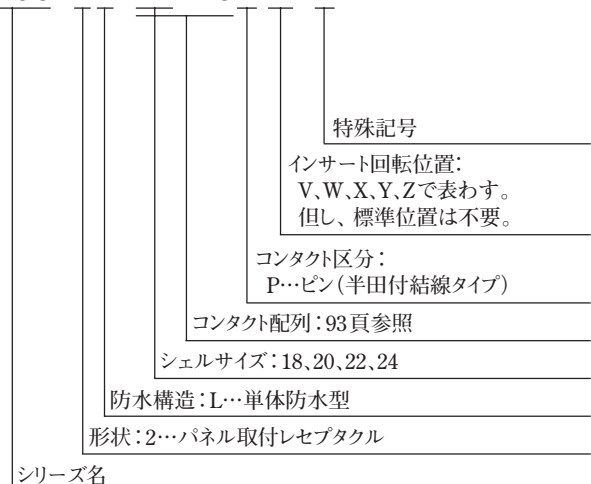 特殊記号
インサート回転位置：
V、W、X、Y、Zで表わす。
但し、標準位置は不要。
コンタクト区分：
P…ピン（半田付結線タイプ）
コンタクト配列：93頁参照
シェルサイズ：18、20、22、24
防水構造：L…単体防水型
形状：2…パネル取付レセプタクル
シリーズ名